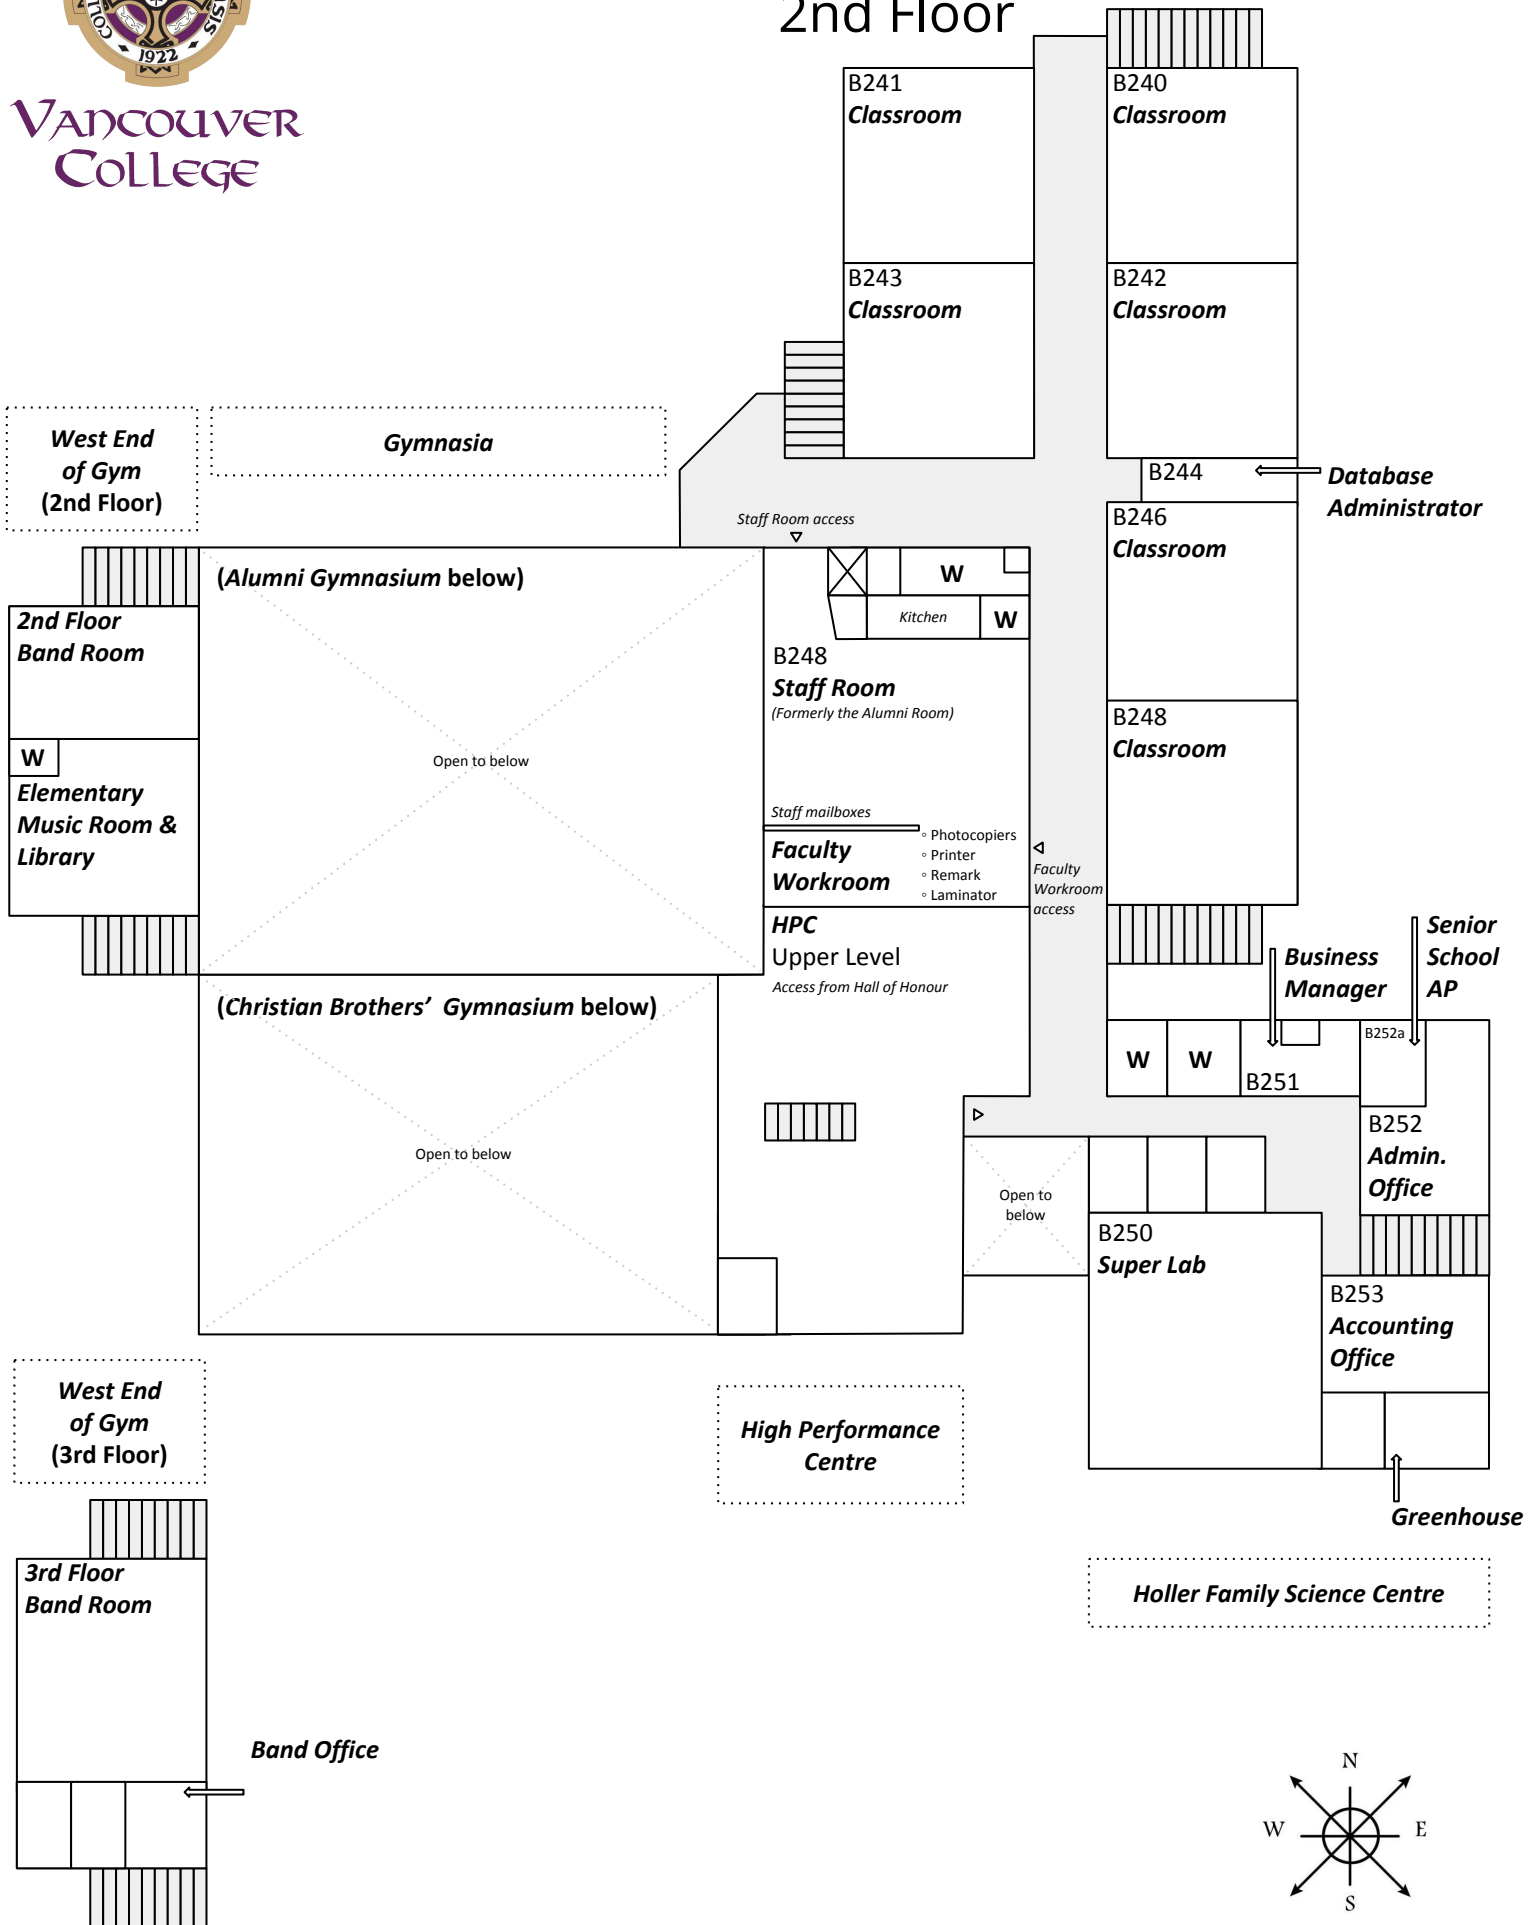 2nd Floor
SIS
COL
1922
VANCOUVER
COLLEGE
B241
Classroom
B240
Classroom
B243
Classroom
B242
Classroom
West End
of Gym
(2nd Floor)
Gymnasia
B244
Database
Administrator
Staff Room access
B246
Classroom
(Alumni Gymnasium below)
W
Kitchen
W
2nd Floor
Band Room
B248
Staff Room
(Formerly the Alumni Room)
B248
Classroom
W
Open to below
Elementary
Music Room &
Library
Staff mailboxes
Faculty
Workroom
◦ Photocopiers
◦ Printer
◦ Remark
◦ Laminator
Faculty
Workroom
access
HPC
Upper Level
Access from Hall of Honour
Business
Manager
Senior
School
AP
(Christian Brothers’ Gymnasium below)
W
W
B251
B252a
B252
Admin.
Office
Open to below
Open to
below
B250
Super Lab
B253
Accounting
Office
West End
of Gym
(3rd Floor)
High Performance
Centre
Greenhouse
3rd Floor
Band Room
Holler Family Science Centre
Band Office
N
W
E
S